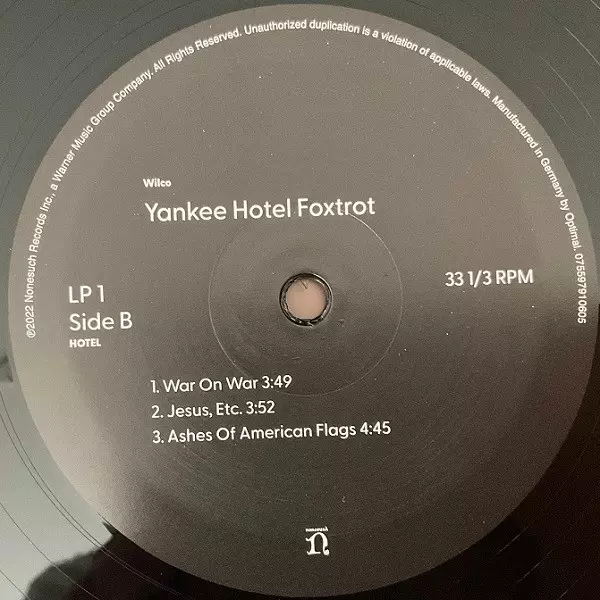 ℗2022 Nonesuch Records Inc., a Warner Music Group Company. All Rights Reserved. Unauthorized duplication is a violation of applicable laws. Manufactured in Germany by Optimal. 075597910605
Wilco
Yankee Hotel Foxtrot
33 1/3 RPM
LP 1
Side B
HOTEL
1. War On War 3:49
2. Jesus, Etc. 3:52
3. Ashes Of American Flags 4:45
nonesuch